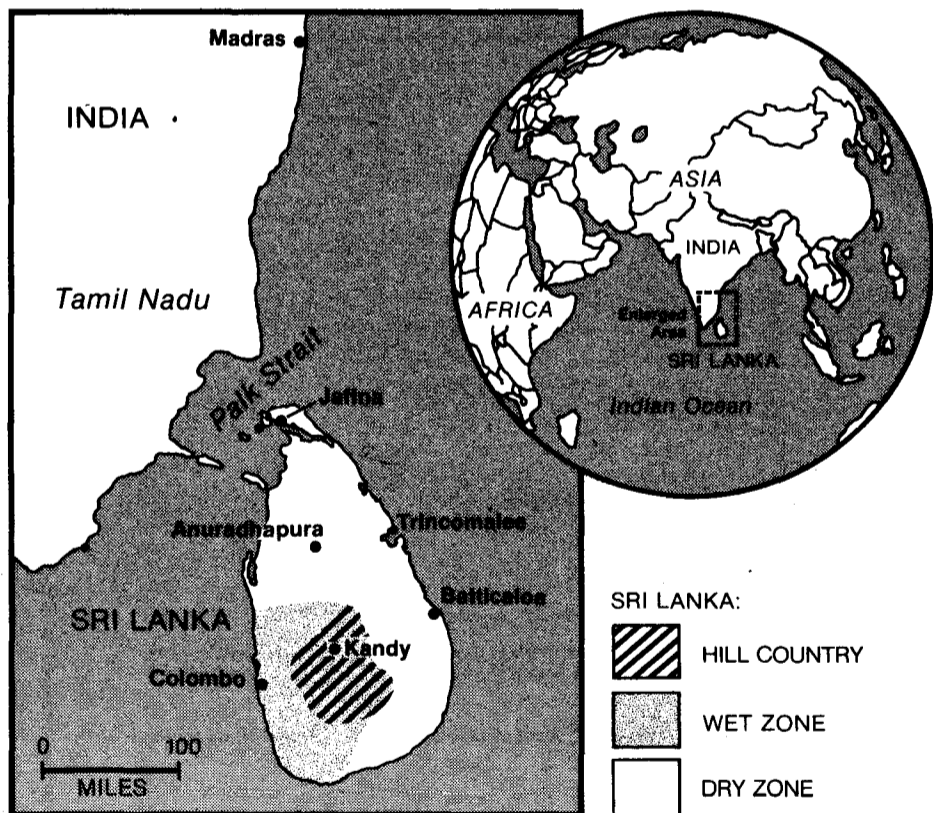 Madras
INDIA
Tamil Nadu
Palk Strait
Jaffna
Anuradhapura
Trincomalee
Batticaloa
SRI LANKA
Kandy
Colombo
0 100
MILES
ASIA
INDIA
AFRICA
Enlarged
Area
SRI LANKA
Indian Ocean
SRI LANKA:
HILL COUNTRY
WET ZONE
DRY ZONE